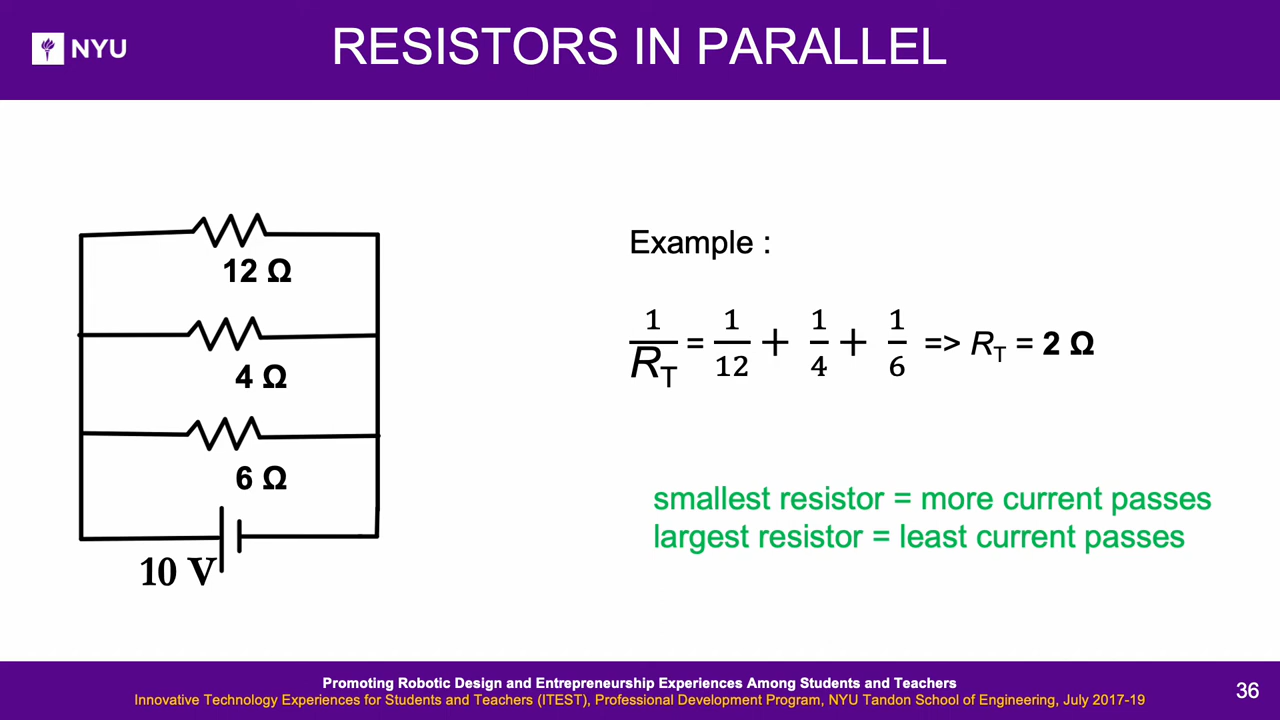 NYU
RESISTORS IN PARALLEL
12 Ω
4 Ω
6 Ω
10 V
Example :
1/R_T = 1/12 + 1/4 + 1/6 => R_T = 2 Ω
smallest resistor = more current passes
largest resistor = least current passes
Promoting Robotic Design and Entrepreneurship Experiences Among Students and Teachers
Innovative Technology Experiences for Students and Teachers (ITEST), Professional Development Program, NYU Tandon School of Engineering, July 2017-19
36